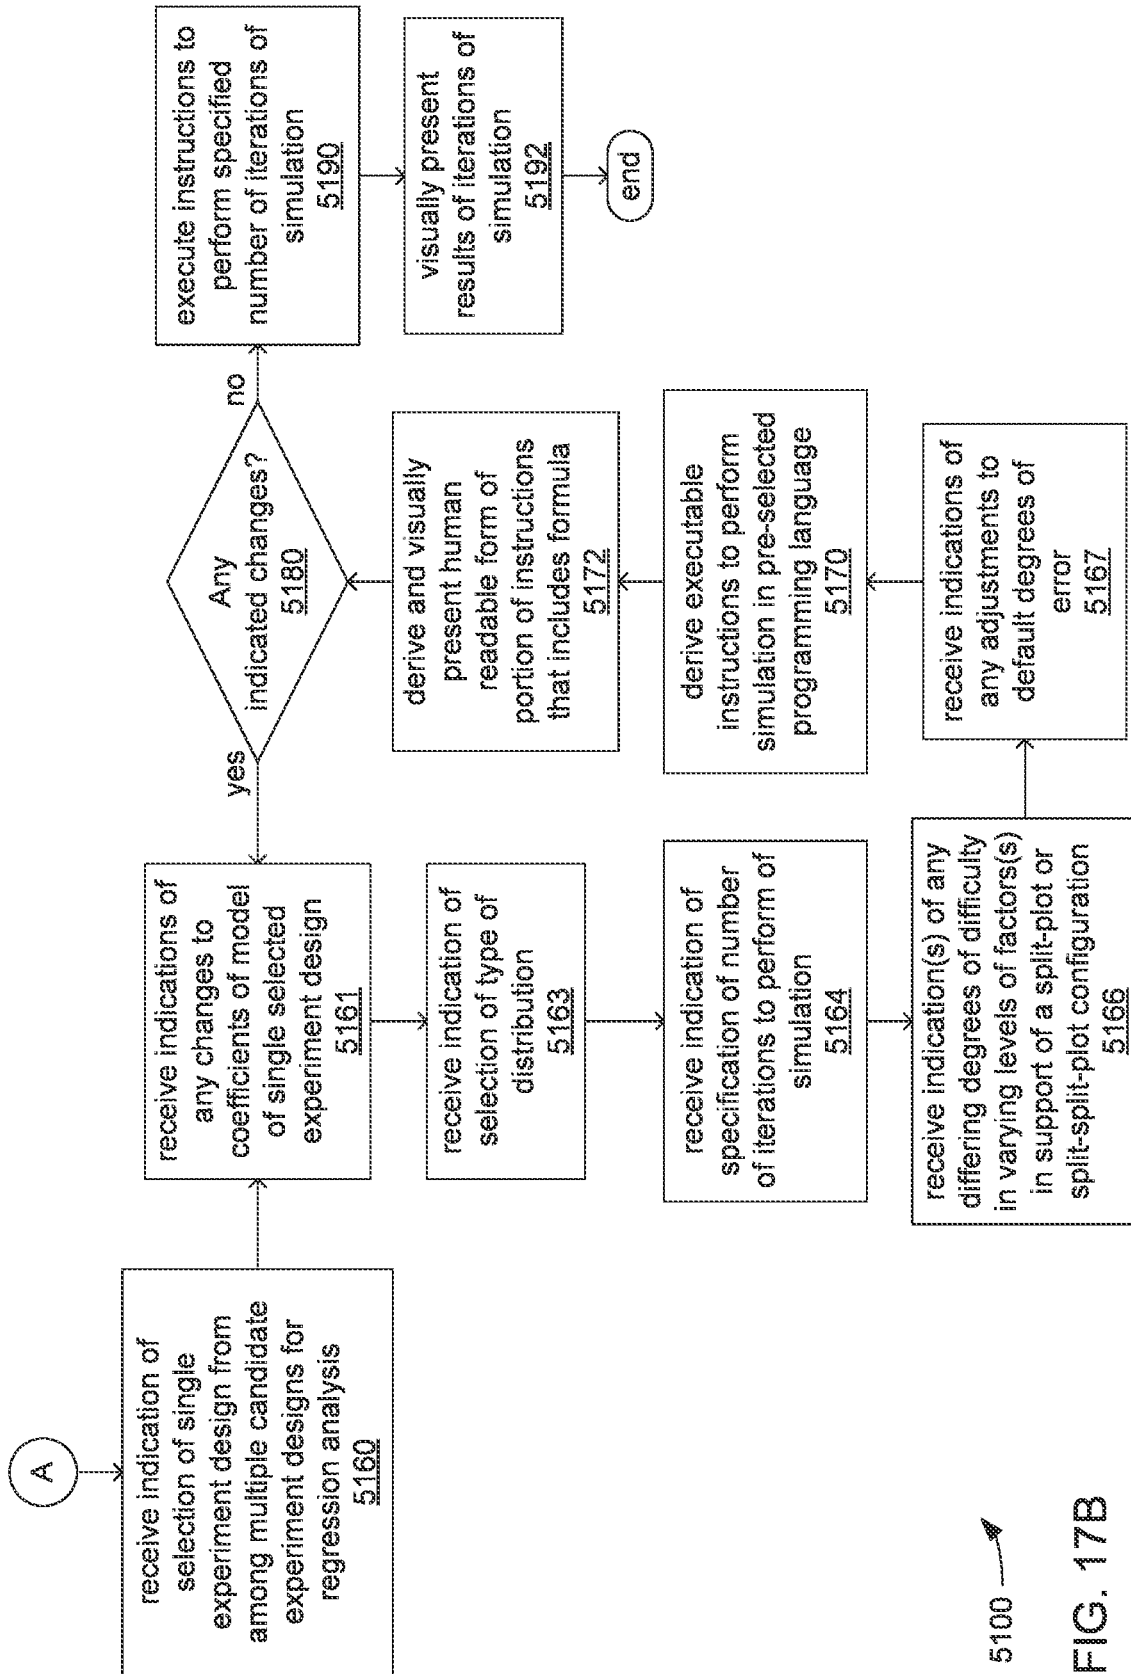 A
receive indication of
selection of single
experiment design from
among multiple candidate
experiment designs for
regression analysis
5160
receive indications of
any changes to
coefficients of model
of single selected
experiment design
5161
receive indication of
selection of type of
distribution
5163
receive indication of
specification of number
of iterations to perform of
simulation
5164
receive indication(s) of any
differing degrees of difficulty
in varying levels of factors(s)
in support of a split-plot or
split-split-plot configuration
5166
receive indications of
any adjustments to
default degrees of
error
5167
derive executable
instructions to perform
simulation in pre-selected
programming language
5170
derive and visually
present human
readable form of
portion of instructions
that includes formula
5172
Any
indicated changes?
5180
yes
no
execute instructions to
perform specified
number of iterations of
simulation
5190
visually present
results of iterations of
simulation
5192
end
5100
FIG. 17B